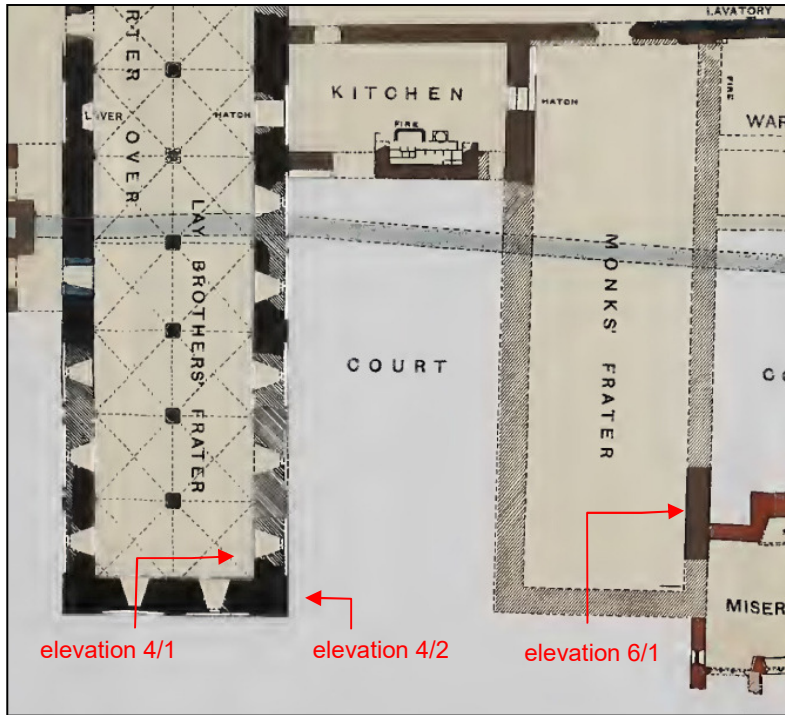 LAVATORY
RTER OVER
KITCHEN
FIRE
HATCH
HATCH
FIRE
WAR
LAY BROTHERS' FRATER
MONKS' FRATER
COURT
CO
MISER
elevation 4/1
elevation 4/2
elevation 6/1